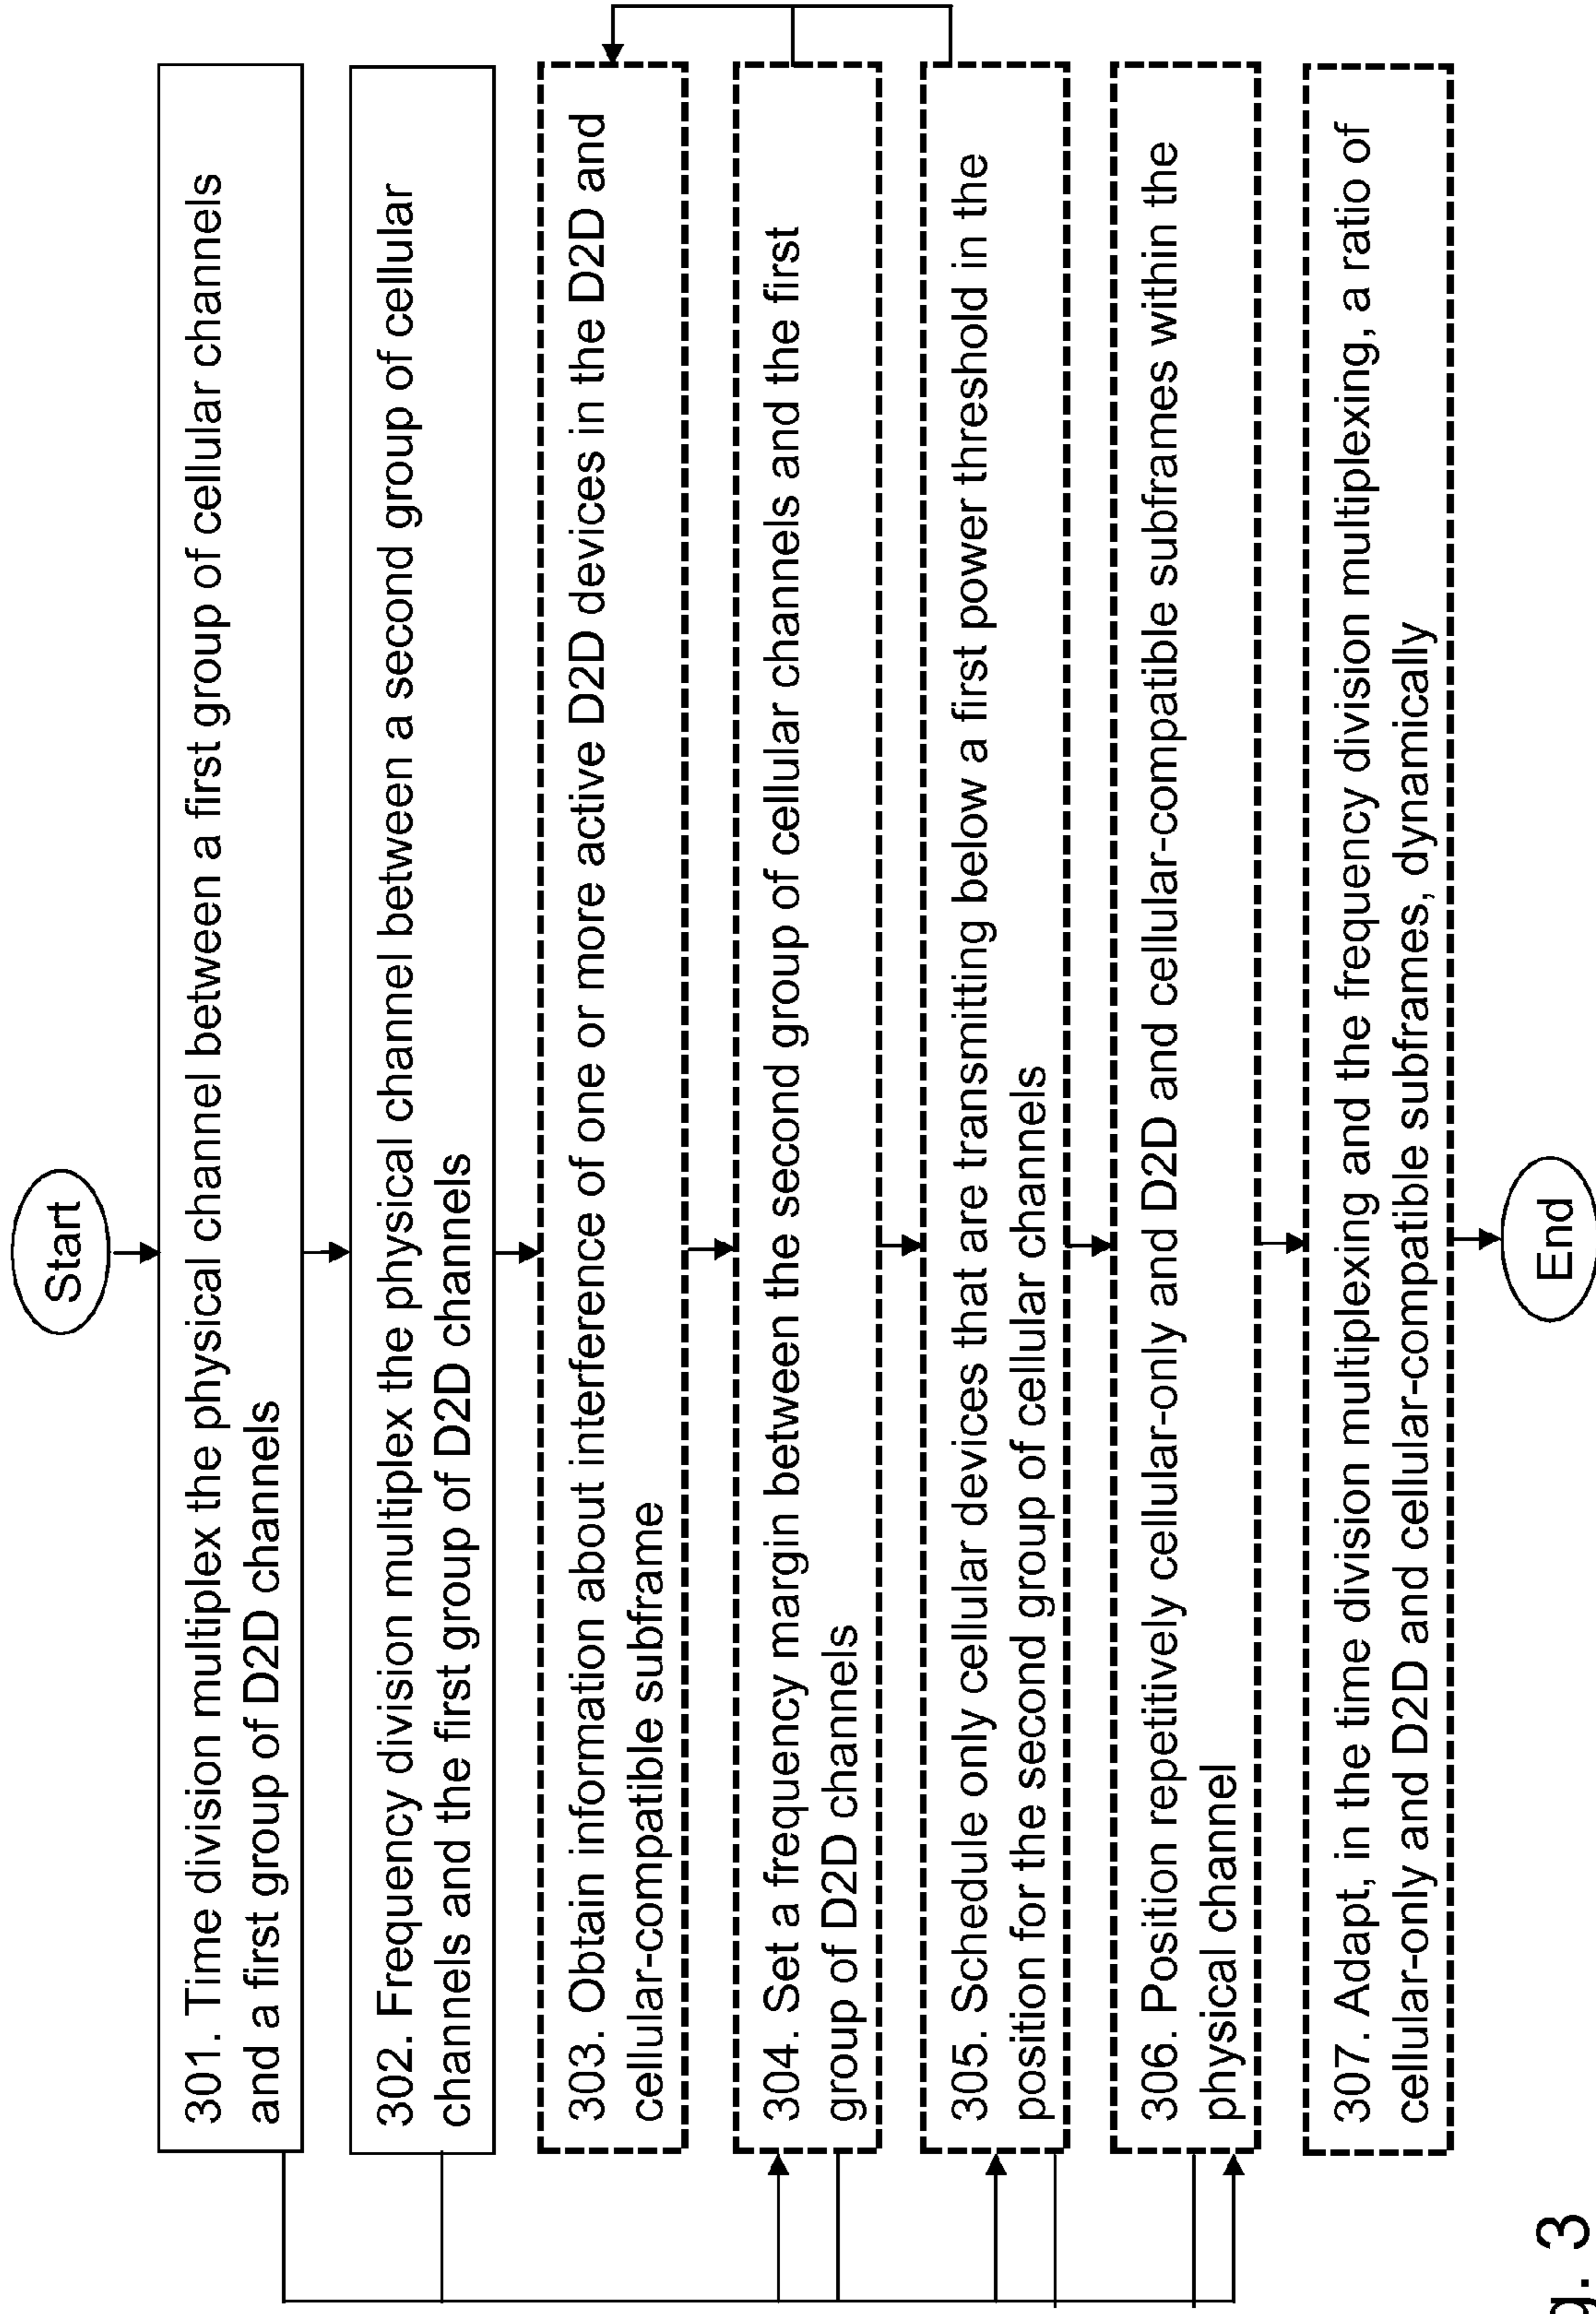 Start
301. Time division multiplex the physical channel between a first group of cellular channels
and a first group of D2D channels
302. Frequency division multiplex the physical channel between a second group of cellular
channels and the first group of D2D channels
303. Obtain information about interference of one or more active D2D devices in the D2D and
cellular-compatible subframe
304. Set a frequency margin between the second group of cellular channels and the first
group of D2D channels
305. Schedule only cellular devices that are transmitting below a first power threshold in the
position for the second group of cellular channels
306. Position repetitively cellular-only and D2D and cellular-compatible subframes within the
physical channel
307. Adapt, in the time division multiplexing and the frequency division multiplexing, a ratio of
cellular-only and D2D and cellular-compatible subframes, dynamically
End
g. 3